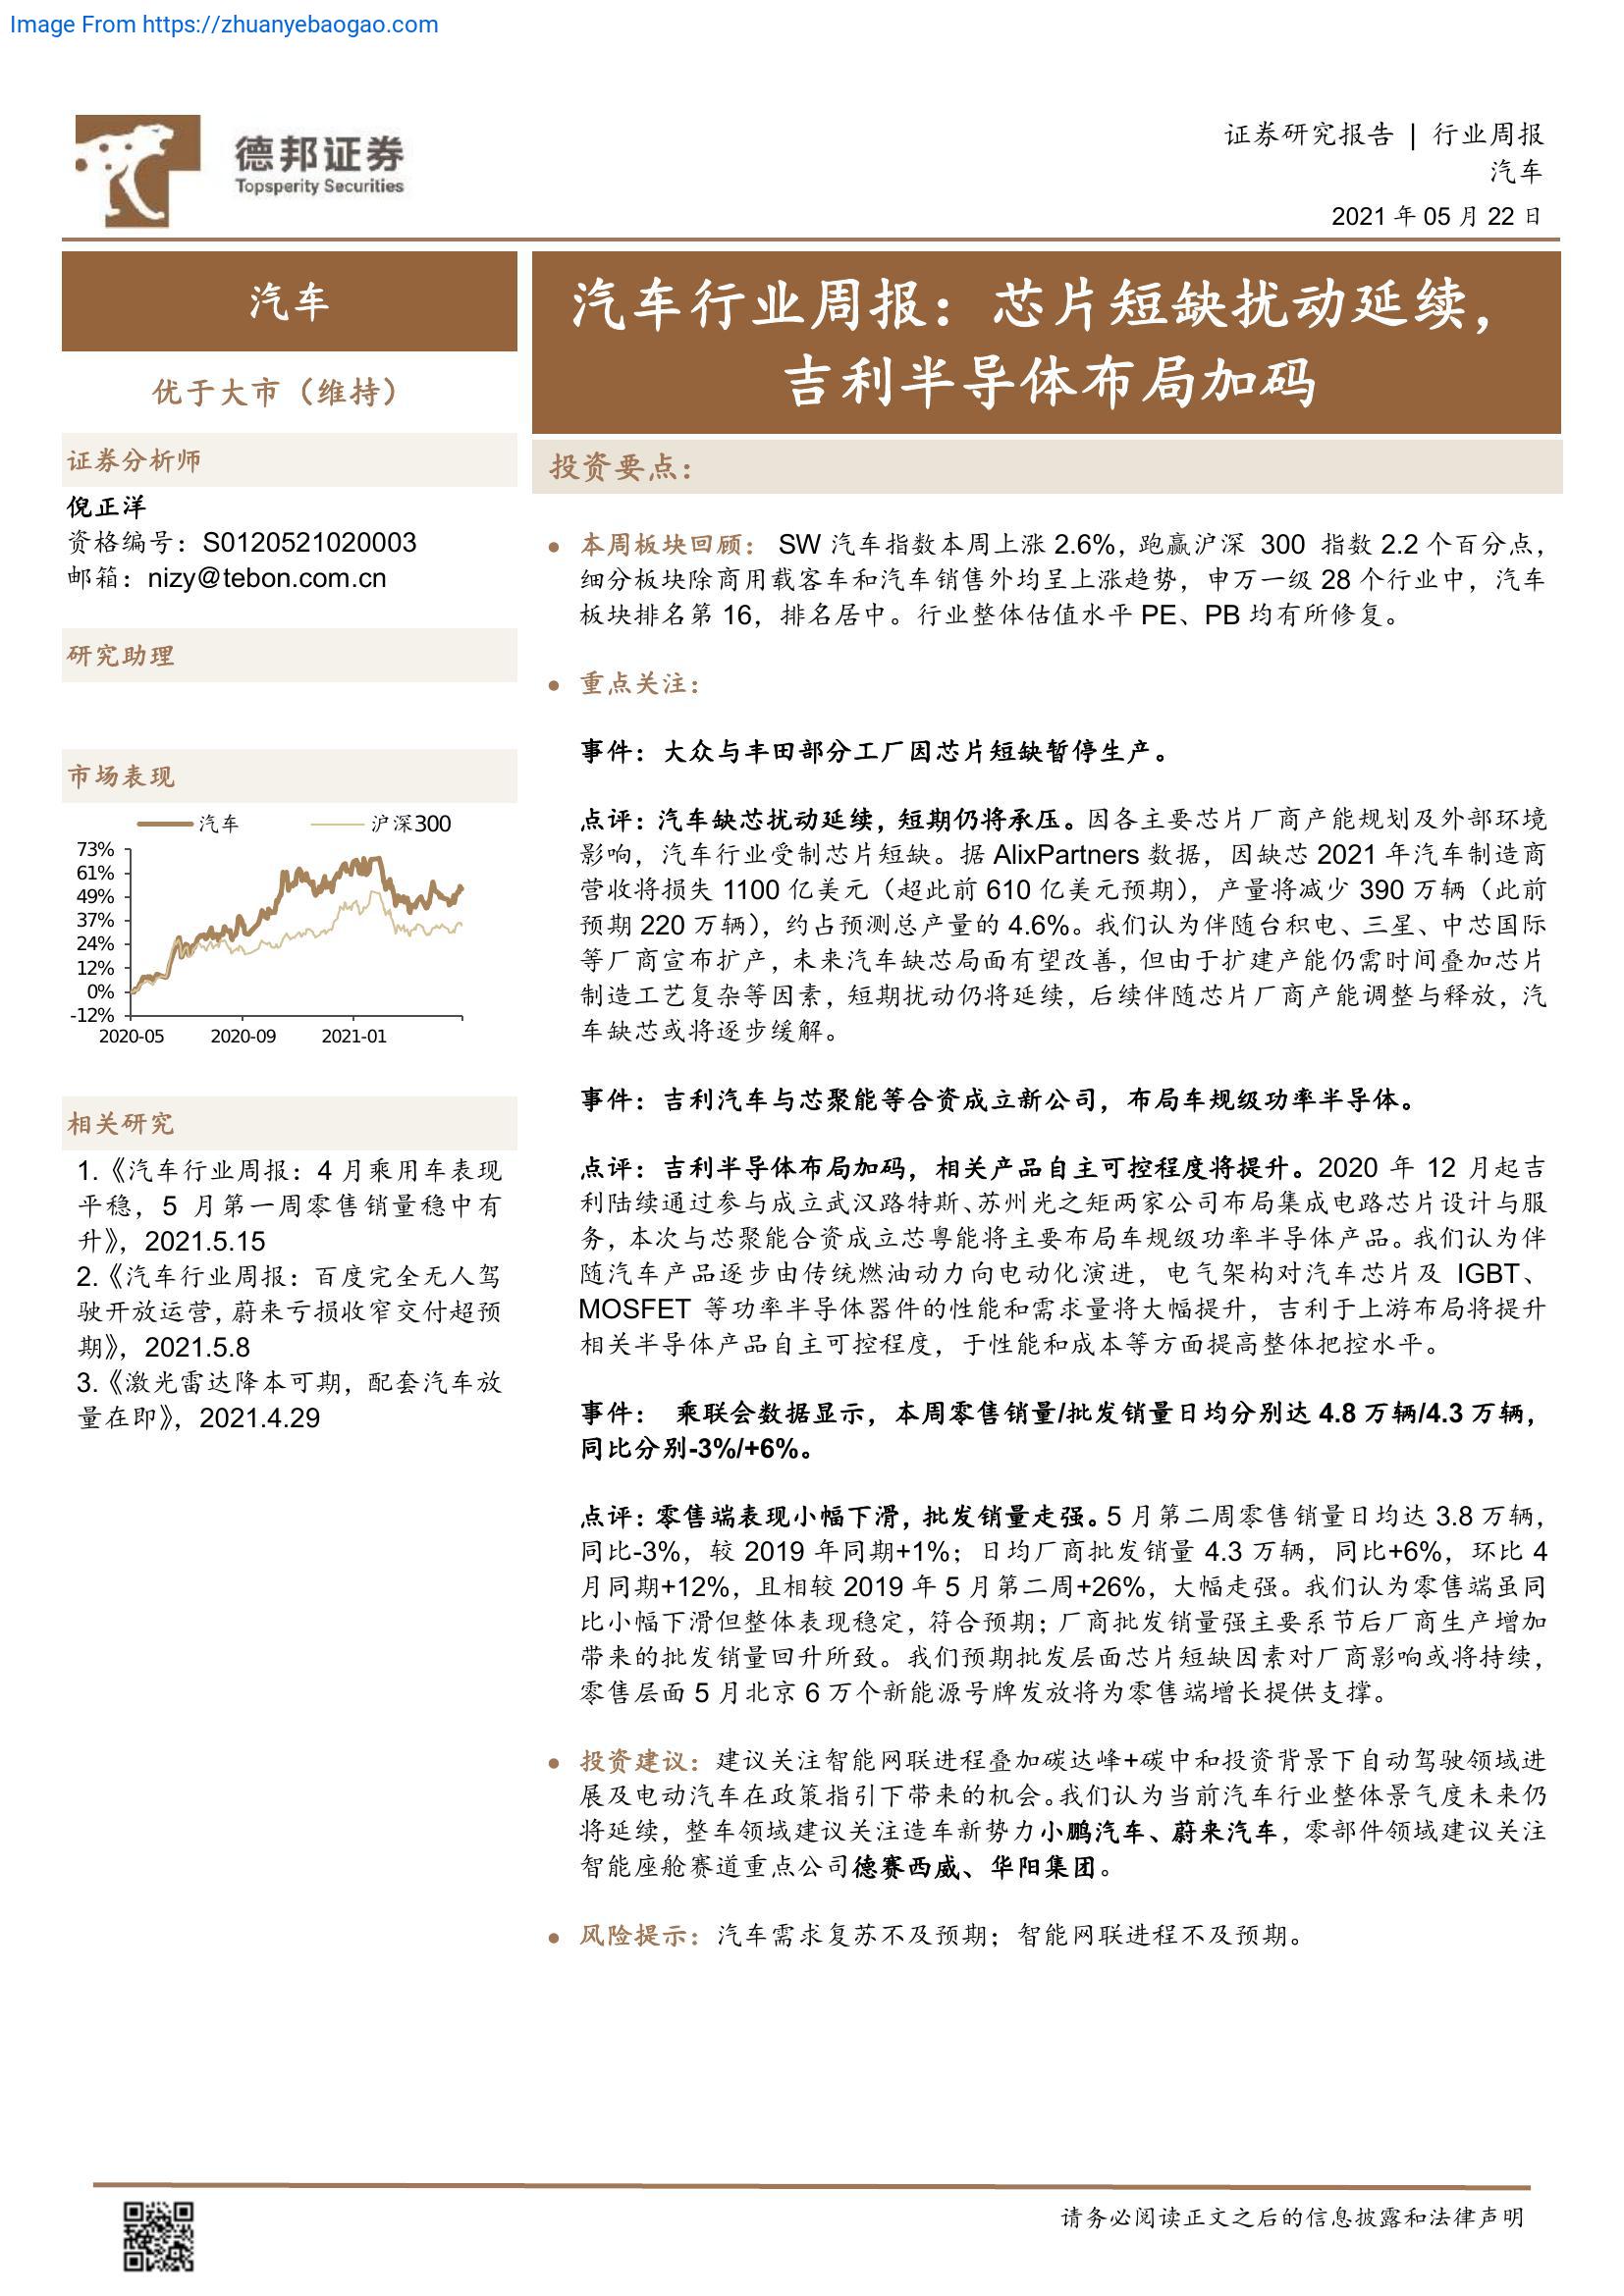 Image From https://zhuanyebaogao.com
德邦证券
Topsperity Securities
证券研究报告 | 行业周报
汽车
2021 年 05 月 22 日
汽车
优于大市（维持）
证券分析师
倪正洋
资格编号：S0120521020003
邮箱：nizy@tebon.com.cn
研究助理
市场表现
汽车 沪深300
73%
61%
49%
37%
24%
12%
0%
-12%
2020-05 2020-09 2021-01
相关研究
1.《汽车行业周报：4 月乘用车表现
平稳，5 月第一周零售销量稳中有
升》，2021.5.15
2.《汽车行业周报：百度完全无人驾
驶开放运营，蔚来亏损收窄交付超预
期》，2021.5.8
3.《激光雷达降本可期，配套汽车放
量在即》，2021.4.29
汽车行业周报：芯片短缺扰动延续，
吉利半导体布局加码
投资要点：
● 本周板块回顾： SW 汽车指数本周上涨 2.6%，跑赢沪深 300 指数 2.2 个百分点，
细分板块除商用载客车和汽车销售外均呈上涨趋势，申万一级 28 个行业中，汽车
板块排名第 16，排名居中。行业整体估值水平 PE、PB 均有所修复。
● 重点关注：
事件：大众与丰田部分工厂因芯片短缺暂停生产。
点评：汽车缺芯扰动延续，短期仍将承压。因各主要芯片厂商产能规划及外部环境
影响，汽车行业受制芯片短缺。据 AlixPartners 数据，因缺芯 2021 年汽车制造商
营收将损失 1100 亿美元（超此前 610 亿美元预期），产量将减少 390 万辆（此前
预期 220 万辆），约占预测总产量的 4.6%。我们认为伴随台积电、三星、中芯国际
等厂商宣布扩产，未来汽车缺芯局面有望改善，但由于扩建产能仍需时间叠加芯片
制造工艺复杂等因素，短期扰动仍将延续，后续伴随芯片厂商产能调整与释放，汽
车缺芯或将逐步缓解。
事件：吉利汽车与芯聚能等合资成立新公司，布局车规级功率半导体。
点评：吉利半导体布局加码，相关产品自主可控程度将提升。2020 年 12 月起吉
利陆续通过参与成立武汉路特斯、苏州光之矩两家公司布局集成电路芯片设计与服
务，本次与芯聚能合资成立芯粤能将主要布局车规级功率半导体产品。我们认为伴
随汽车产品逐步由传统燃油动力向电动化演进，电气架构对汽车芯片及 IGBT、
MOSFET 等功率半导体器件的性能和需求量将大幅提升，吉利于上游布局将提升
相关半导体产品自主可控程度，于性能和成本等方面提高整体把控水平。
事件： 乘联会数据显示，本周零售销量/批发销量日均分别达 4.8 万辆/4.3 万辆，
同比分别-3%/+6%。
点评：零售端表现小幅下滑，批发销量走强。5 月第二周零售销量日均达 3.8 万辆，
同比-3%，较 2019 年同期+1%；日均厂商批发销量 4.3 万辆，同比+6%，环比 4
月同期+12%，且相较 2019 年 5 月第二周+26%，大幅走强。我们认为零售端虽同
比小幅下滑但整体表现稳定，符合预期；厂商批发销量强主要系节后厂商生产增加
带来的批发销量回升所致。我们预期批发层面芯片短缺因素对厂商影响或将持续，
零售层面 5 月北京 6 万个新能源号牌发放将为零售端增长提供支撑。
● 投资建议：建议关注智能网联进程叠加碳达峰+碳中和投资背景下自动驾驶领域进
展及电动汽车在政策指引下带来的机会。我们认为当前汽车行业整体景气度未来仍
将延续，整车领域建议关注造车新势力小鹏汽车、蔚来汽车，零部件领域建议关注
智能座舱赛道重点公司德赛西威、华阳集团。
● 风险提示：汽车需求复苏不及预期；智能网联进程不及预期。
请务必阅读正文之后的信息披露和法律声明